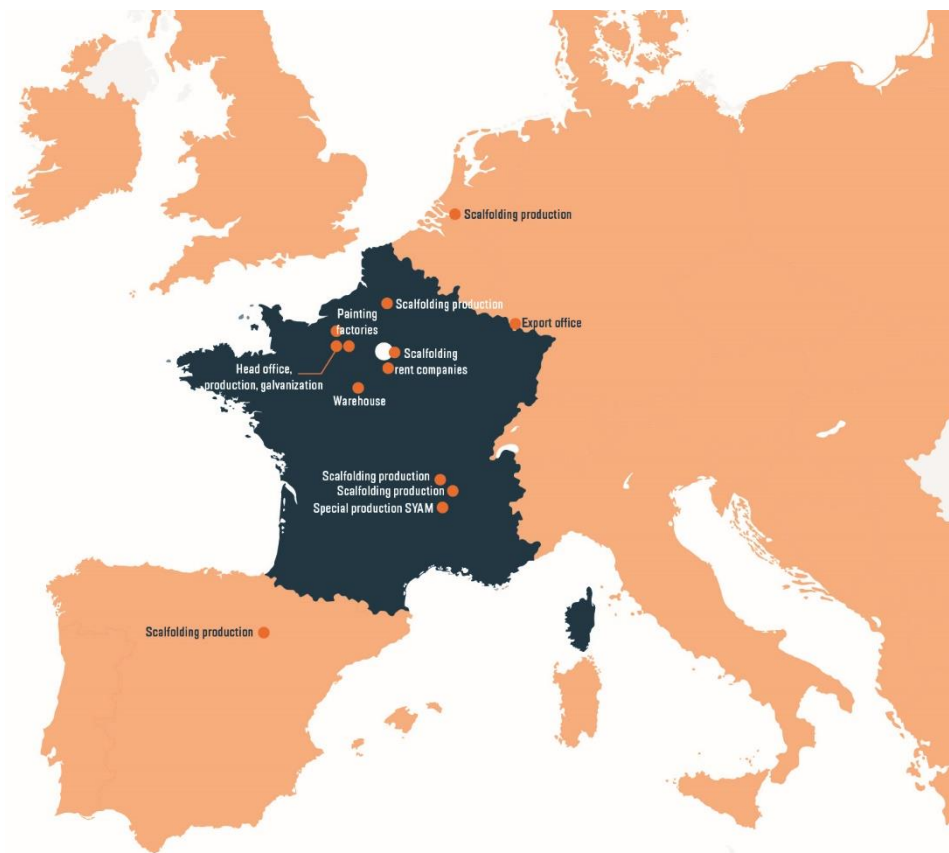 Scalfolding production
Scalfolding production
Export office
Painting
factories
Scalfolding
rent companies
Head office,
production, galvanization
Warehouse
Scalfolding production
Scalfolding production
Special production SYAM
Scalfolding production